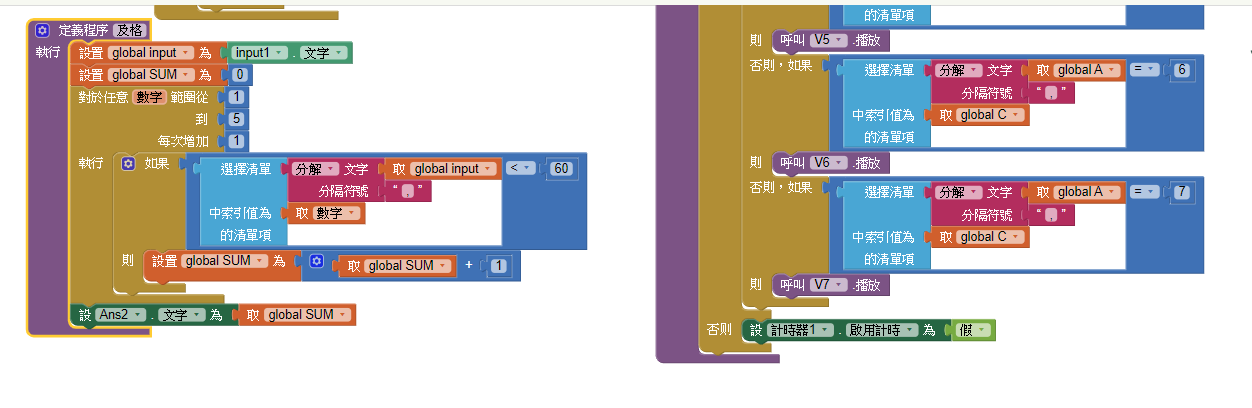 定義程序 及格
執行 設置 global input 為 input1 . 文字
設置 global SUM 為 0
對於任意 數字 範圍從 1
到 5
每次增加 1
執行 如果 選擇清單 分解 文字 取 global input < 60
分隔符號 “ , ”
中索引值為 取 數字
的清單項
則 設置 global SUM 為 取 global SUM + 1
設 Ans2 . 文字 為 取 global SUM
的清單項
則 呼叫 V5 .播放
否則，如果 選擇清單 分解 文字 取 global A = 6
分隔符號 “ , ”
中索引值為 取 global C
的清單項
則 呼叫 V6 .播放
否則，如果 選擇清單 分解 文字 取 global A = 7
分隔符號 “ , ”
中索引值為 取 global C
的清單項
則 呼叫 V7 .播放
否則 設 計時器1 . 啟用計時 為 假